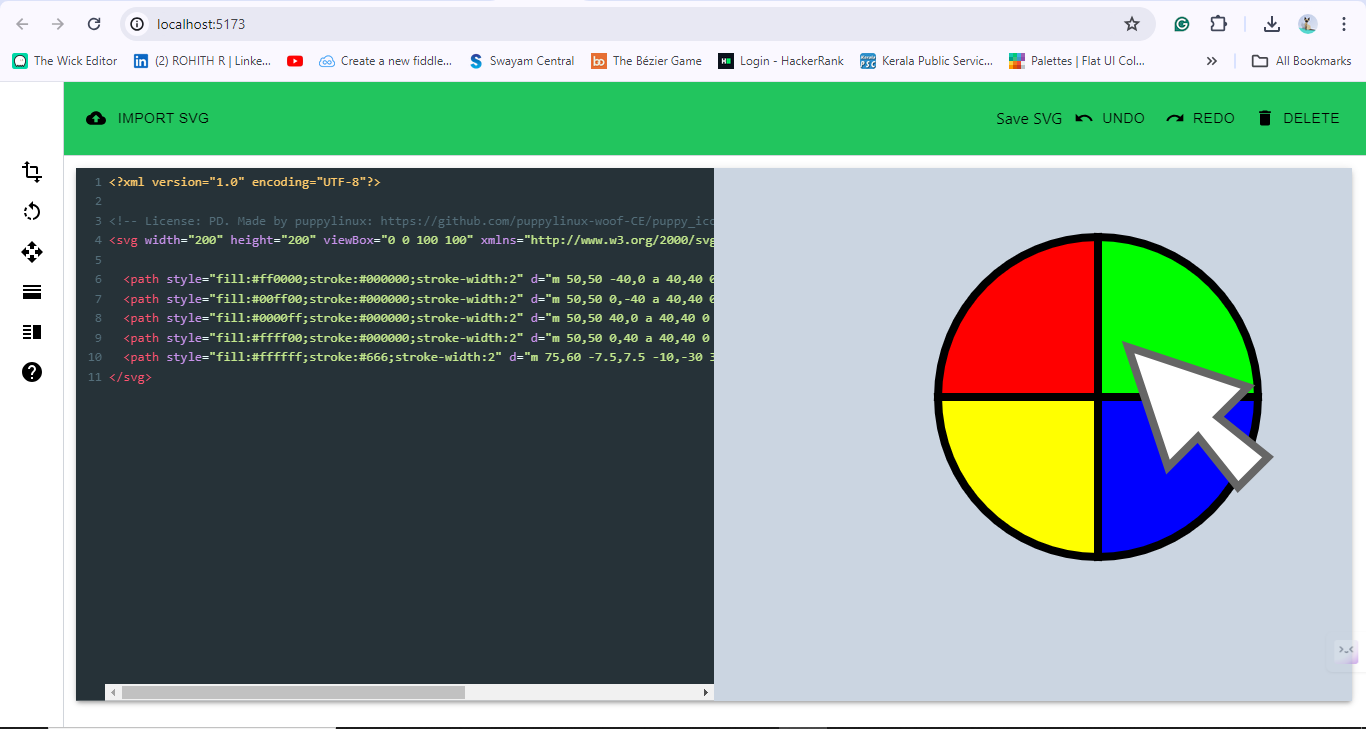 localhost:5173
The Wick Editor
(2) ROHITH R | Linke...
Create a new fiddle...
Swayam Central
The Bézier Game
Login - HackerRank
Kerala Public Servic...
Palettes | Flat UI Col...
All Bookmarks
IMPORT SVG
Save SVG
UNDO
REDO
DELETE
1 <?xml version="1.0" encoding="UTF-8"?>
2
3 <!-- License: PD. Made by puppylinux: https://github.com/puppylinux-woof-CE/puppy_ico
4 <svg width="200" height="200" viewBox="0 0 100 100" xmlns="http://www.w3.org/2000/svg
5
6 <path style="fill:#ff0000;stroke:#000000;stroke-width:2" d="m 50,50 -40,0 a 40,40 0
7 <path style="fill:#00ff00;stroke:#000000;stroke-width:2" d="m 50,50 0,-40 a 40,40 0
8 <path style="fill:#0000ff;stroke:#000000;stroke-width:2" d="m 50,50 40,0 a 40,40 0
9 <path style="fill:#ffff00;stroke:#000000;stroke-width:2" d="m 50,50 0,40 a 40,40 0
10 <path style="fill:#ffffff;stroke:#666;stroke-width:2" d="m 75,60 -7.5,7.5 -10,-30 3
11 </svg>